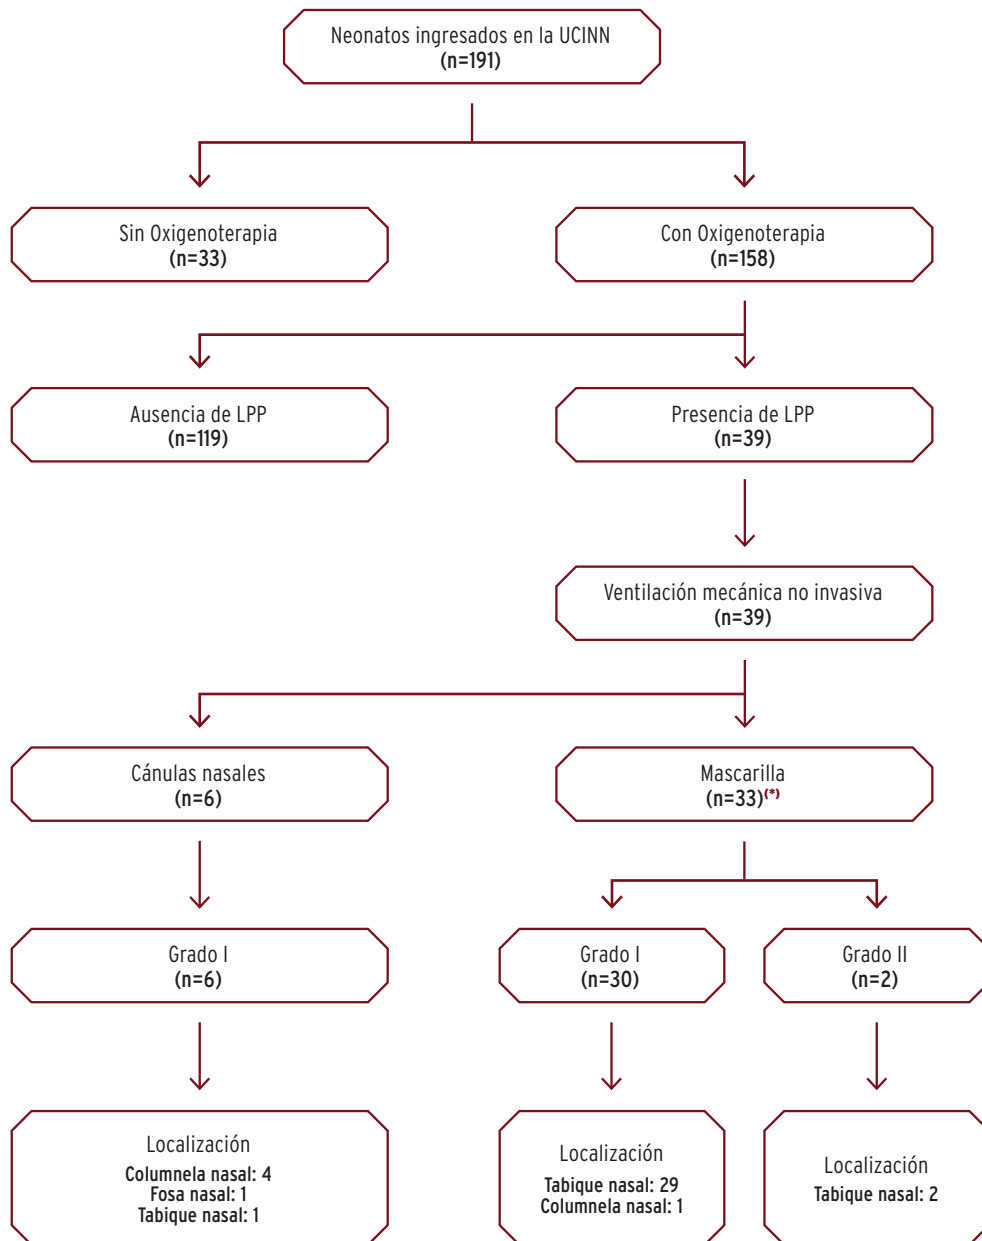 Neonatos ingresados en la UCINN
(n=191)
Sin Oxigenoterapia
(n=33)
Con Oxigenoterapia
(n=158)
Ausencia de LPP
(n=119)
Presencia de LPP
(n=39)
Ventilación mecánica no invasiva
(n=39)
Cánulas nasales
(n=6)
Mascarilla
(n=33)(*)
Grado I
(n=6)
Grado I
(n=30)
Grado II
(n=2)
Localización
Columnela nasal: 4
Fosa nasal: 1
Tabique nasal: 1
Localización
Tabique nasal: 29
Columnela nasal: 1
Localización
Tabique nasal: 2